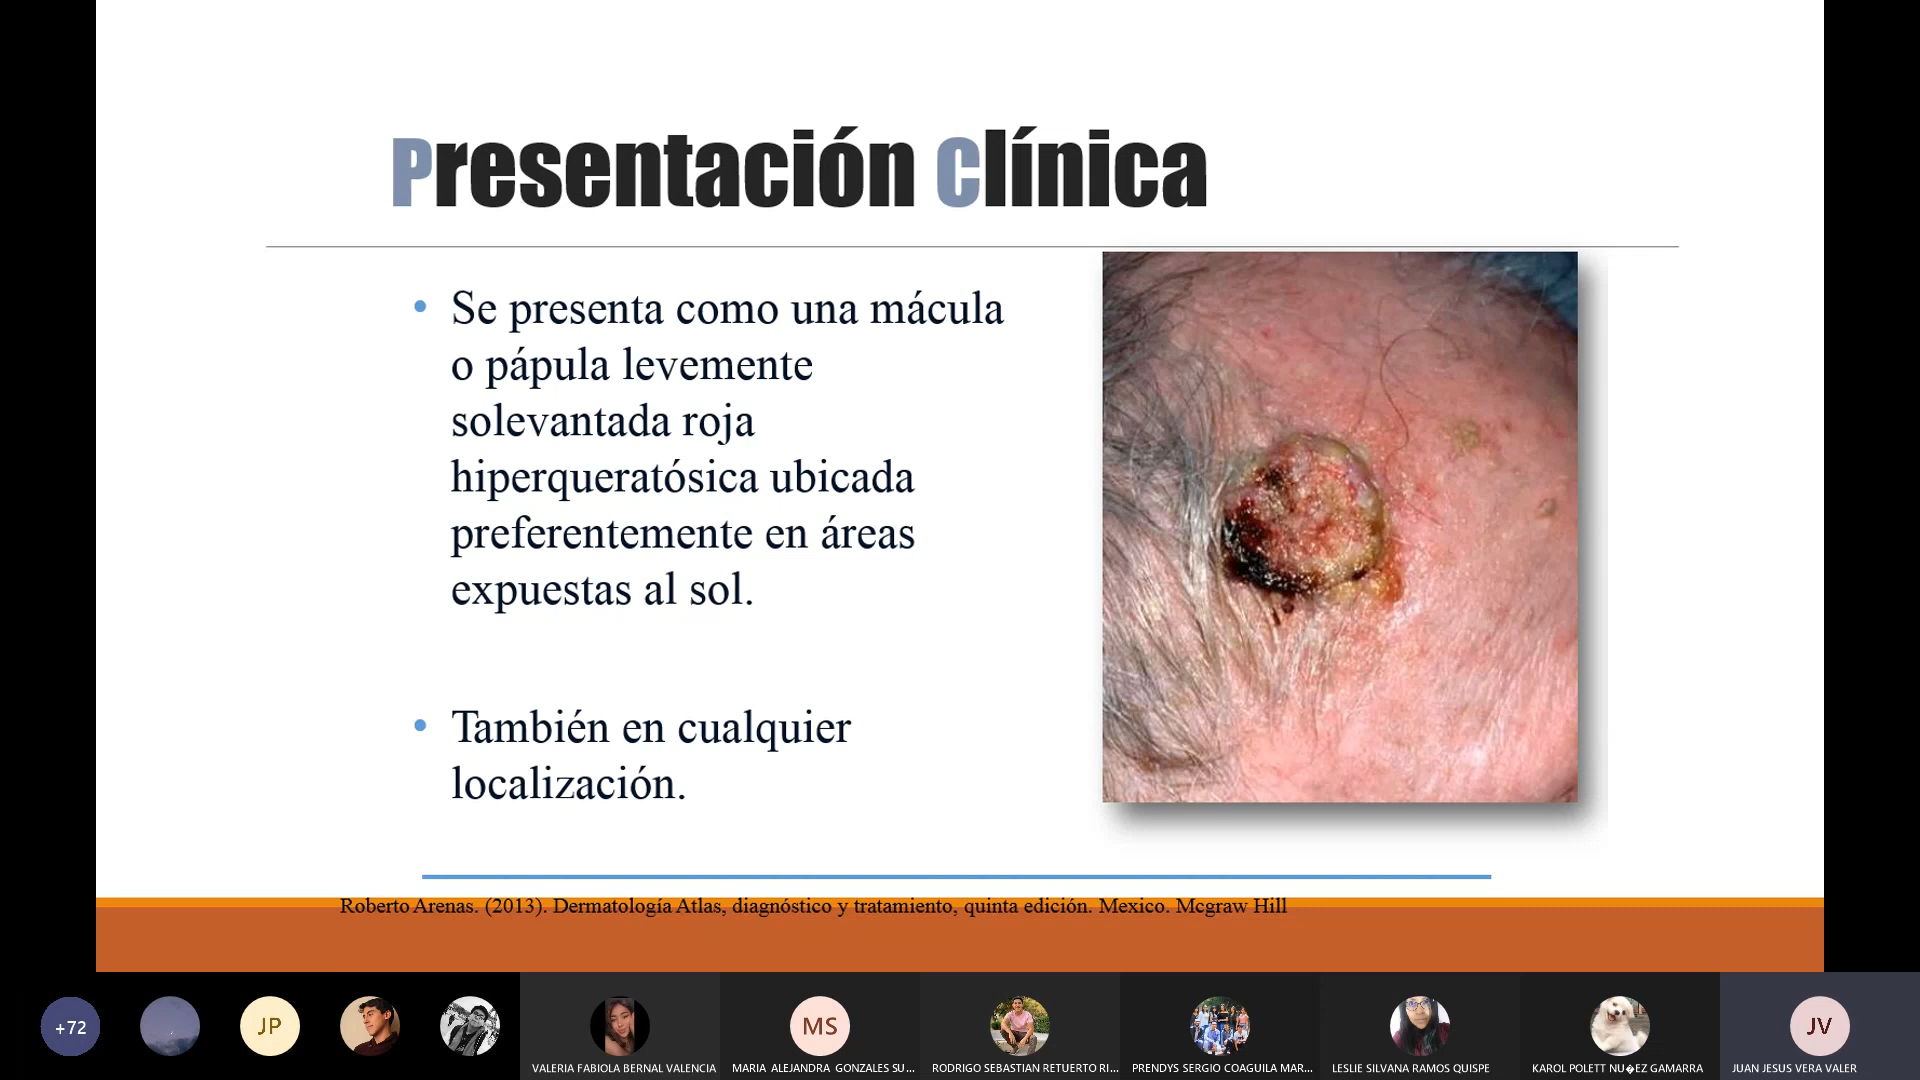 Presentación Clínica
• Se presenta como una mácula
o pápula levemente
solevantada roja
hiperqueratósica ubicada
preferentemente en áreas
expuestas al sol.
• También en cualquier
localización.
Roberto Arenas. (2013). Dermatología Atlas, diagnóstico y tratamiento, quinta edición. Mexico. Mcgraw Hill
+72
JP
MS
JV
VALERIA FABIOLA BERNAL VALENCIA
MARIA ALEJANDRA GONZALES SU...
RODRIGO SEBASTIAN RETUERTO RI...
PRENDYS SERGIO COAGUILA MAR...
LESLIE SILVANA RAMOS QUISPE
KAROL POLETT NU�EZ GAMARRA
JUAN JESUS VERA VALER